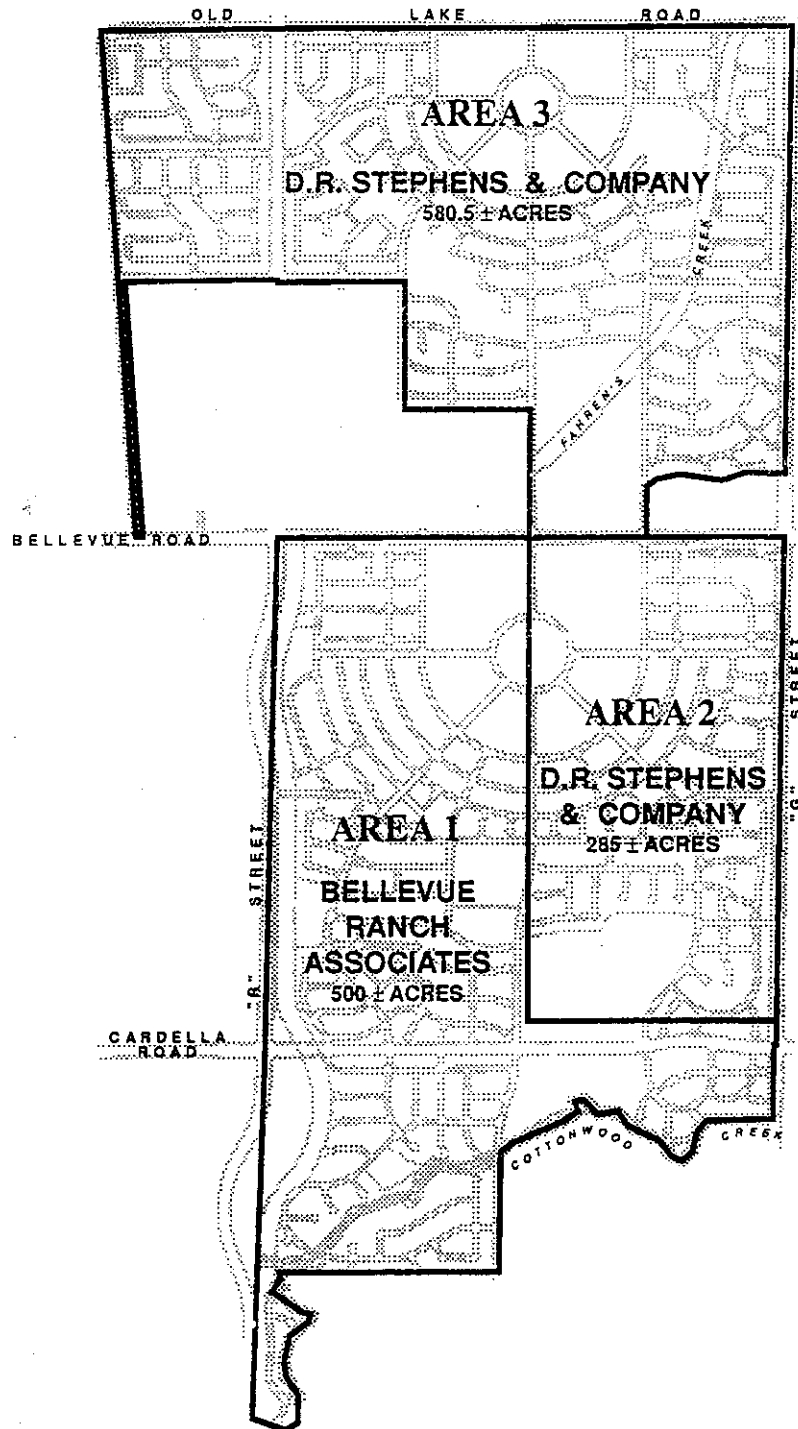 OLD LAKE ROAD
AREA 3
D.R. STEPHENS & COMPANY
580.5 ± ACRES
FAHREN'S CREEK
BELLEVUE ROAD
AREA 2
D.R. STEPHENS
& COMPANY
285 ± ACRES
"G" STREET
AREA 1
BELLEVUE
RANCH
ASSOCIATES
500 ± ACRES
"R" STREET
CARDELLA
ROAD
COTTONWOOD CREEK